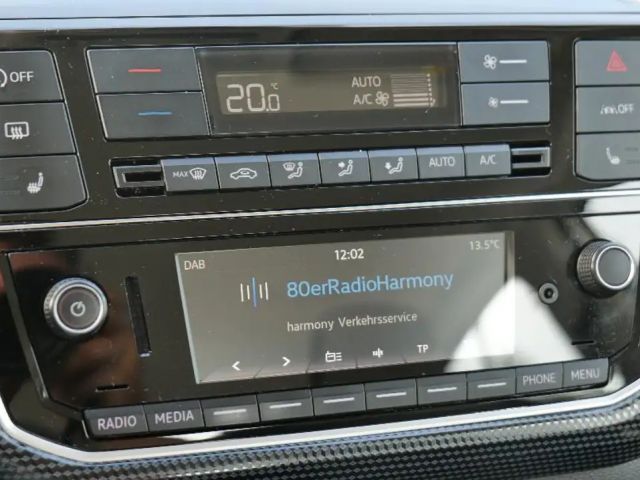 OFF
20.0 °C
AUTO
A/C
OFF
MAX
AUTO
A/C
DAB
12:02
13.5°C
80erRadioHarmony
harmony Verkehrsservice
TP
RADIO
MEDIA
PHONE
MENU